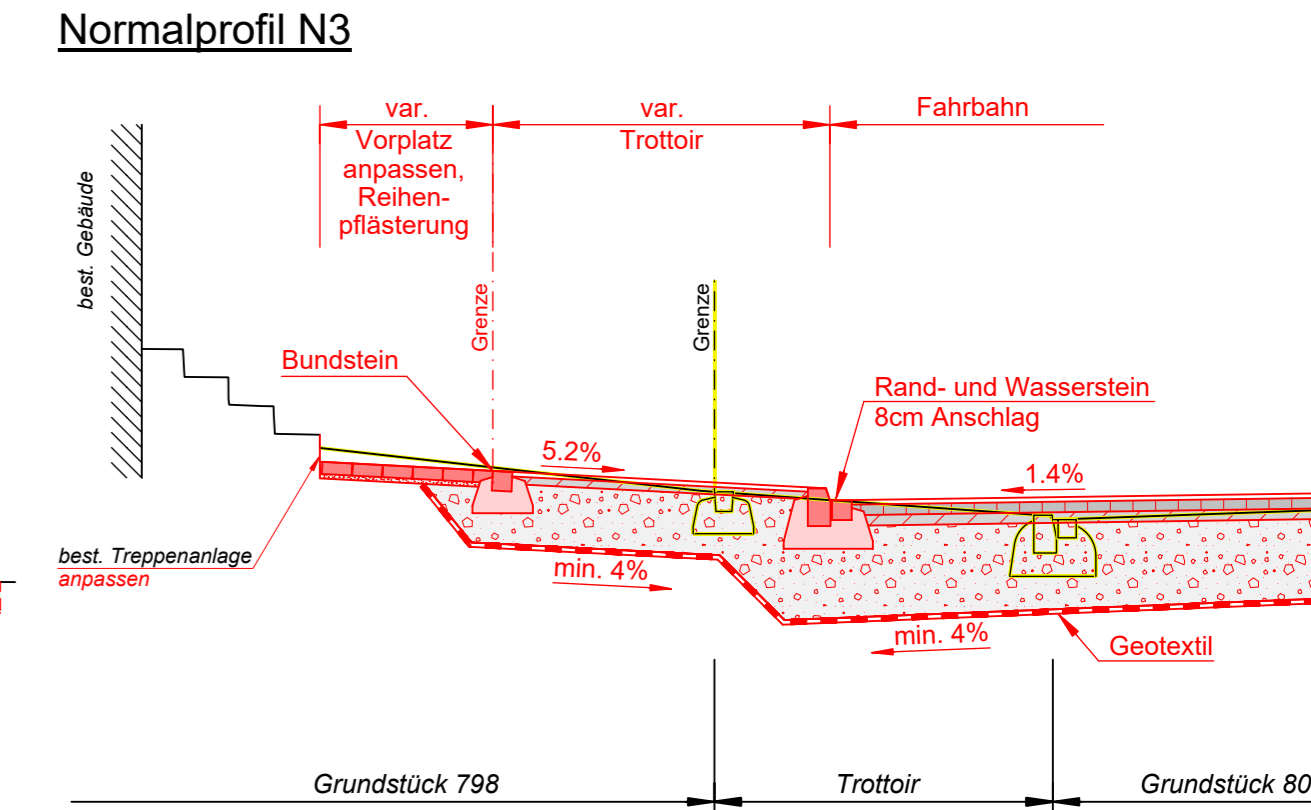 Normalprofil N3
var.
Vorplatz
anpassen,
Reihen-
pflästerung
var.
Trottoir
Fahrbahn
best. Gebäude
Grenze
Grenze
Bundstein
Rand- und Wasserstein
8cm Anschlag
5.2%
1.4%
best. Treppenanlage
anpassen
min. 4%
min. 4%
Geotextil
Grundstück 798
Trottoir
Grundstück 80